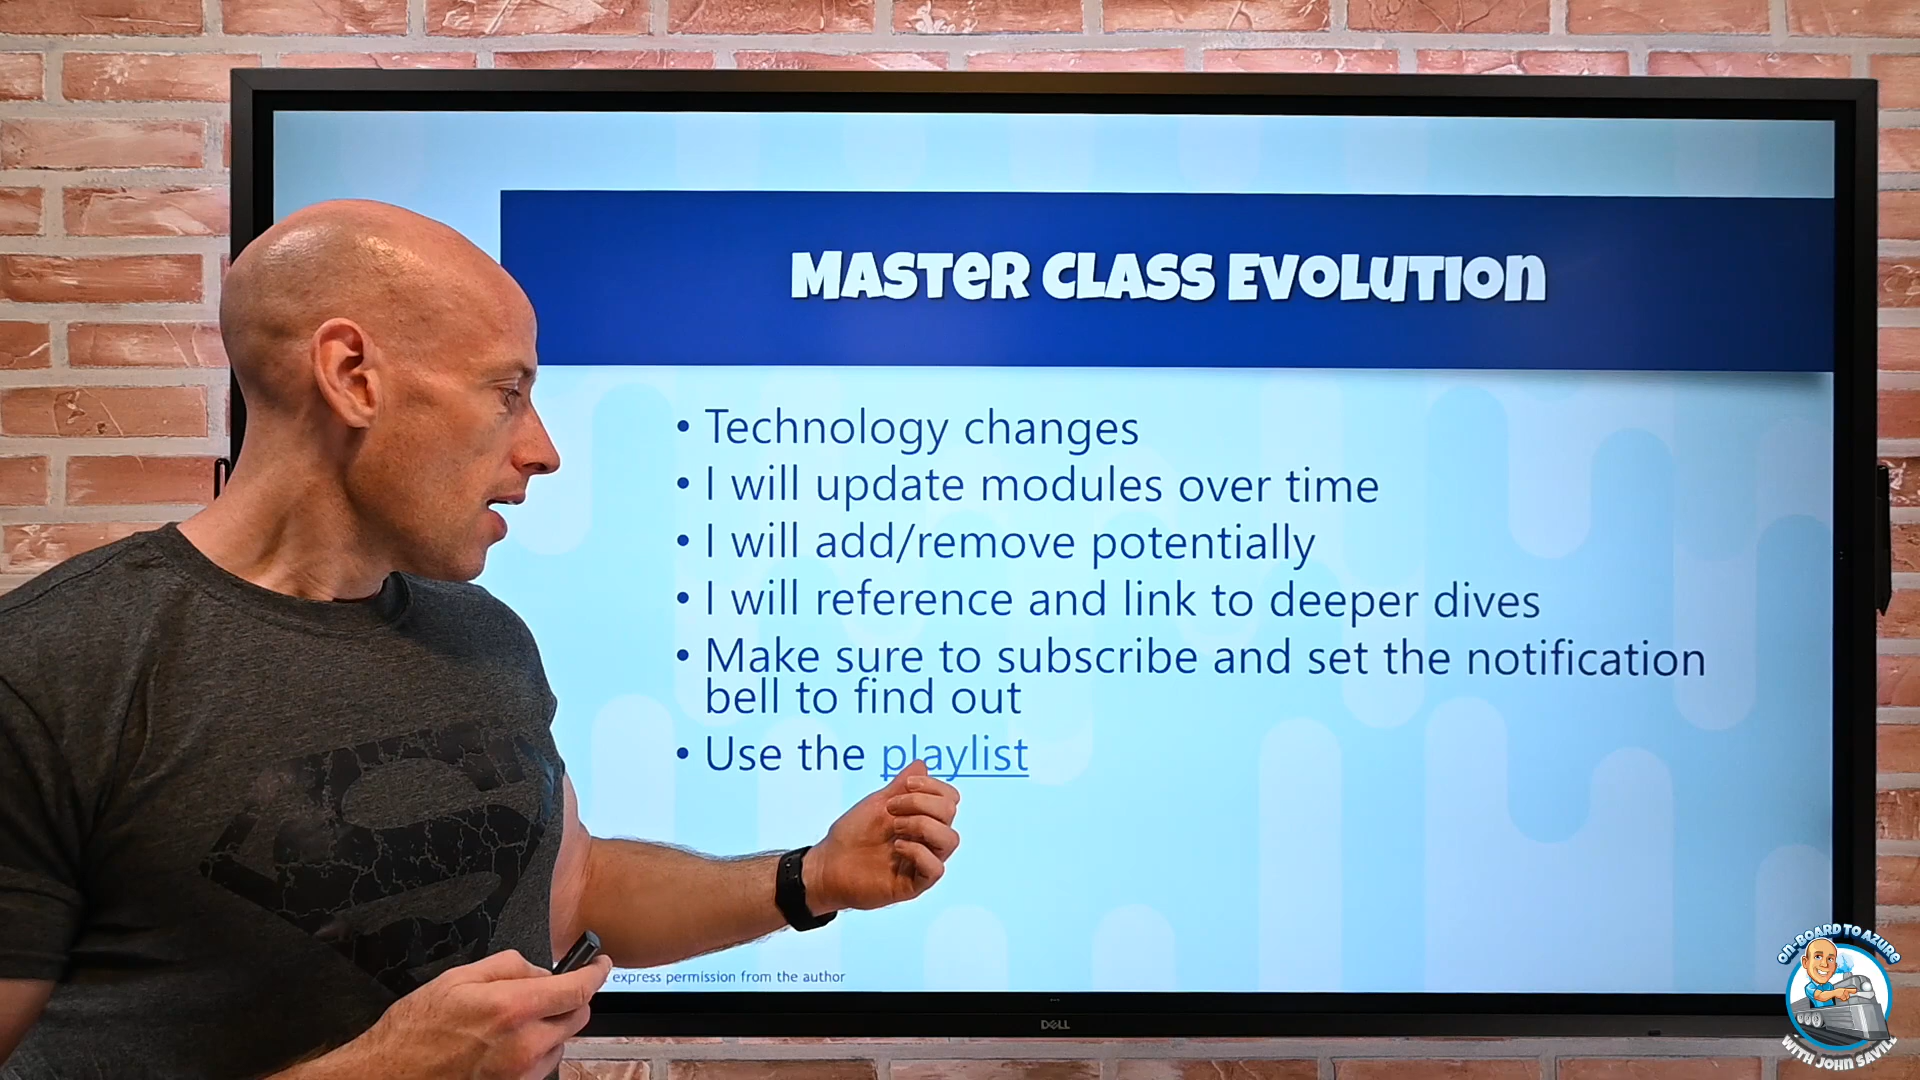 Master Class Evolution
• Technology changes
• I will update modules over time
• I will add/remove potentially
• I will reference and link to deeper dives
• Make sure to subscribe and set the notification
bell to find out
• Use the playlist
express permission from the author
DELL
ON-BOARD TO AZURE
WITH JOHN SAVILL